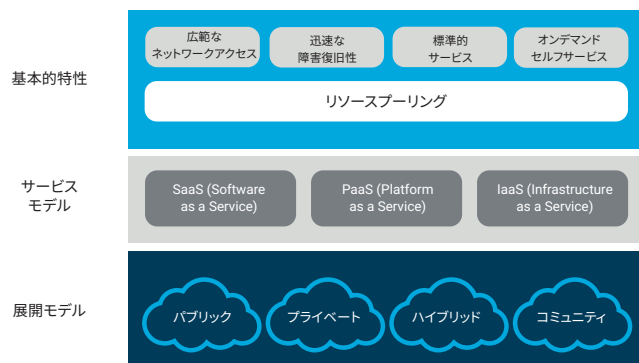 基本的特性
広範な
ネットワークアクセス
迅速な
障害復旧性
標準的
サービス
オンデマンド
セルフサービス
リソースプーリング
サービス
モデル
SaaS (Software
as a Service)
PaaS (Platform
as a Service)
IaaS (Infrastructure
as a Service)
展開モデル
パブリック
プライベート
ハイブリッド
コミュニティ